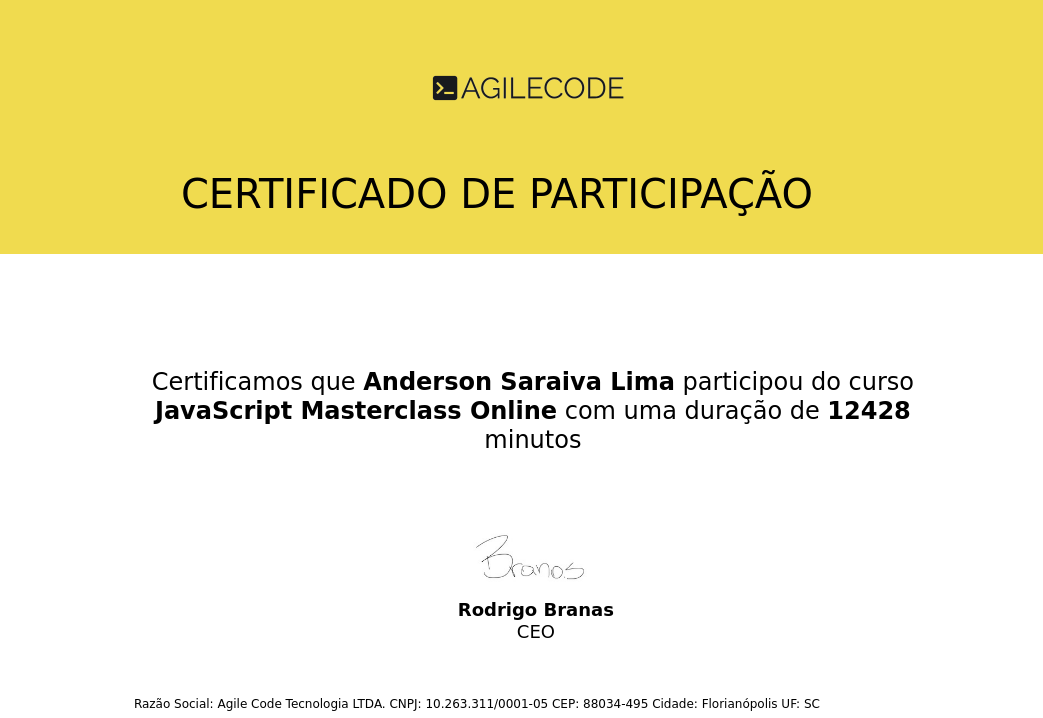 AGILECODE
CERTIFICADO DE PARTICIPAÇÃO
Certificamos que Anderson Saraiva Lima participou do curso
JavaScript Masterclass Online com uma duração de 12428
minutos
Branas
Rodrigo Branas
CEO
Razão Social: Agile Code Tecnologia LTDA. CNPJ: 10.263.311/0001-05 CEP: 88034-495 Cidade: Florianópolis UF: SC